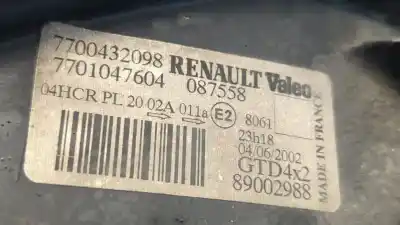 7700432098 RENAULT Valeo
7701047604 087558
04HCR PL 20 02A 011a E2 8061
23h18
04/06/2002
GTD4x2
89002988
MADE IN FRANCE